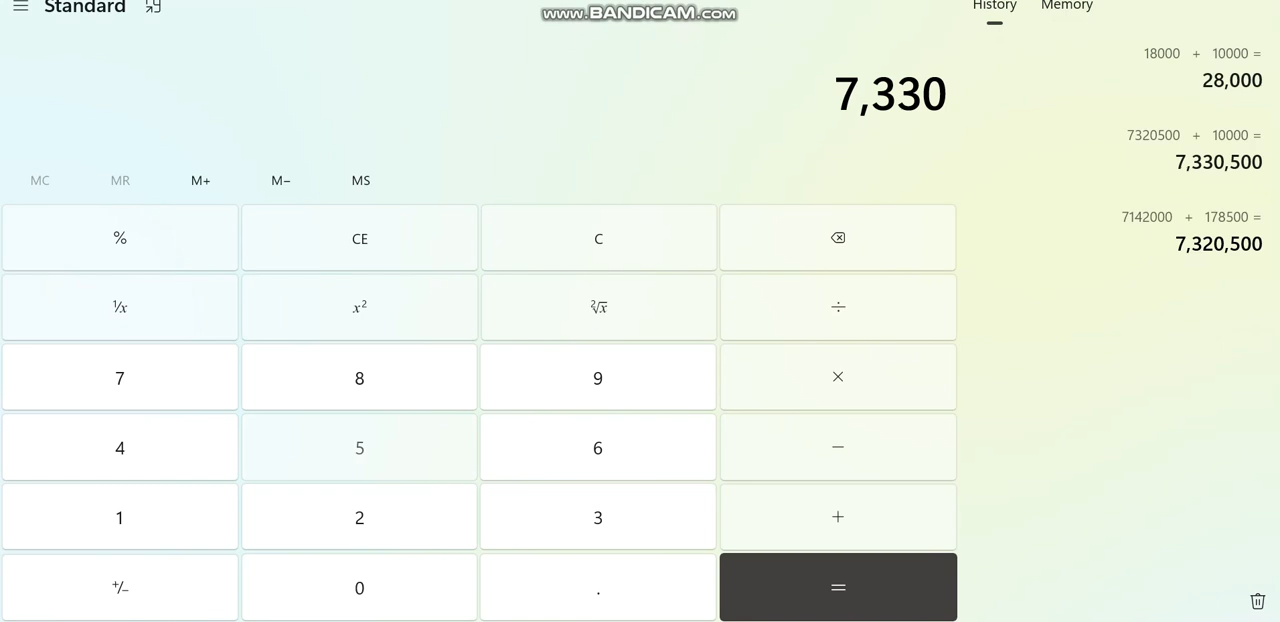 Standard
www.BANDICAM.com
History Memory
18000 + 10000 =
28,000
7,330
7320500 + 10000 =
7,330,500
MC MR M+ M− MS
7142000 + 178500 =
7,320,500
% CE C
⅟x x² ²√x ÷
7 8 9 ×
4 5 6 −
1 2 3 +
+/− 0 . =